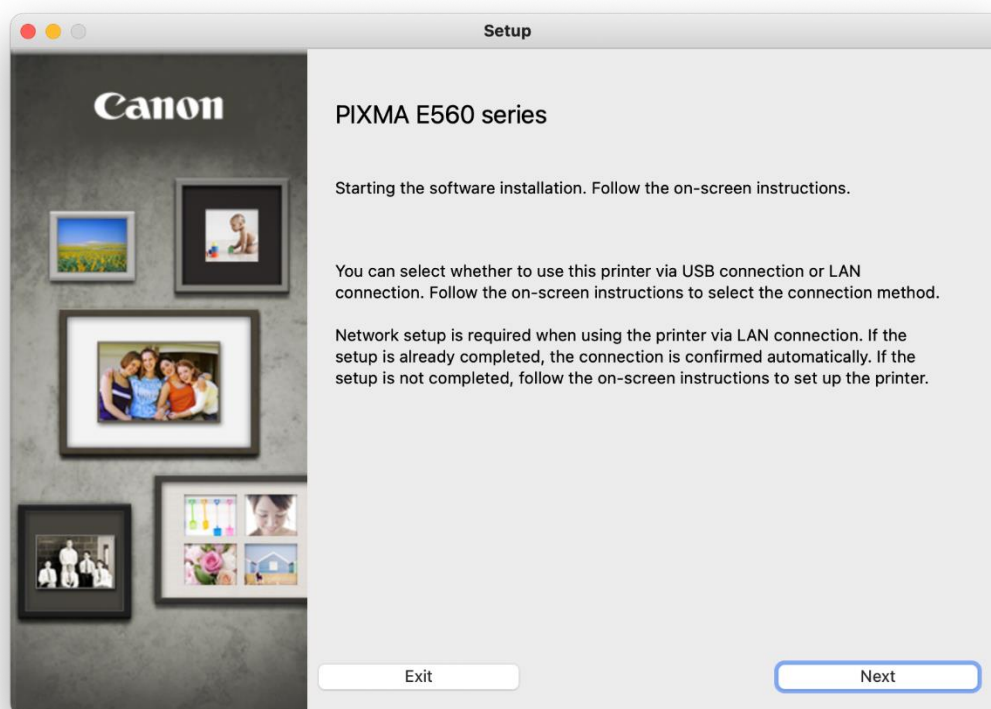 Setup
Canon
PIXMA E560 series
Starting the software installation. Follow the on-screen instructions.
You can select whether to use this printer via USB connection or LAN
connection. Follow the on-screen instructions to select the connection method.
Network setup is required when using the printer via LAN connection. If the
setup is already completed, the connection is confirmed automatically. If the
setup is not completed, follow the on-screen instructions to set up the printer.
Exit
Next